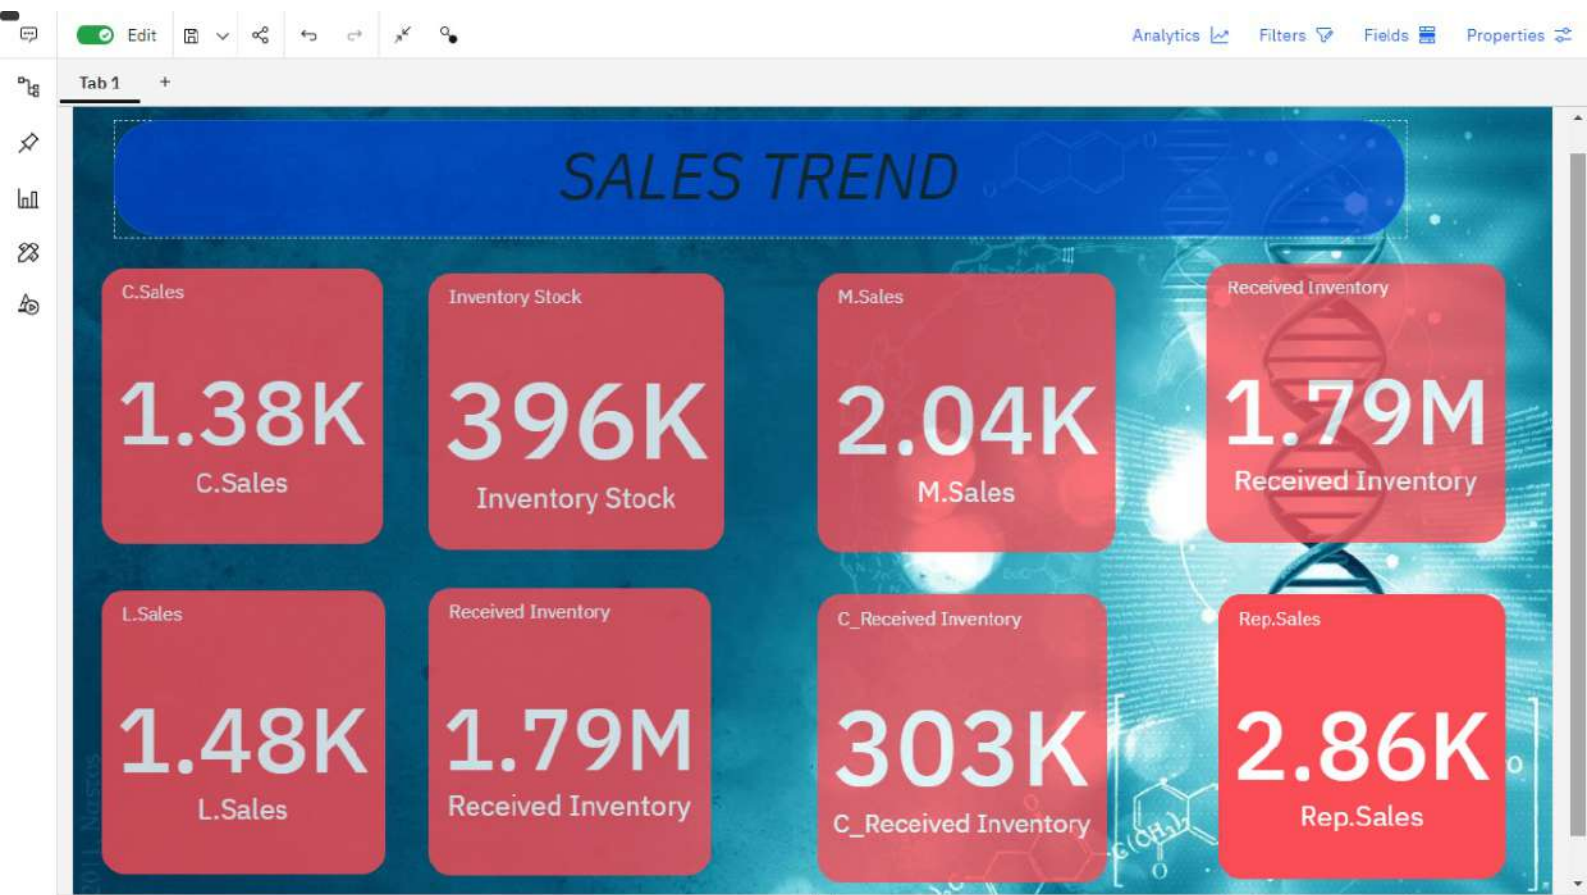 Edit
Analytics
Filters
Fields
Properties
Tab 1
+
SALES TREND
C.Sales
1.38K
C.Sales
Inventory Stock
396K
Inventory Stock
M.Sales
2.04K
M.Sales
Received Inventory
1.79M
Received Inventory
L.Sales
1.48K
L.Sales
Received Inventory
1.79M
Received Inventory
C_Received Inventory
303K
C_Received Inventory
Rep.Sales
2.86K
Rep.Sales